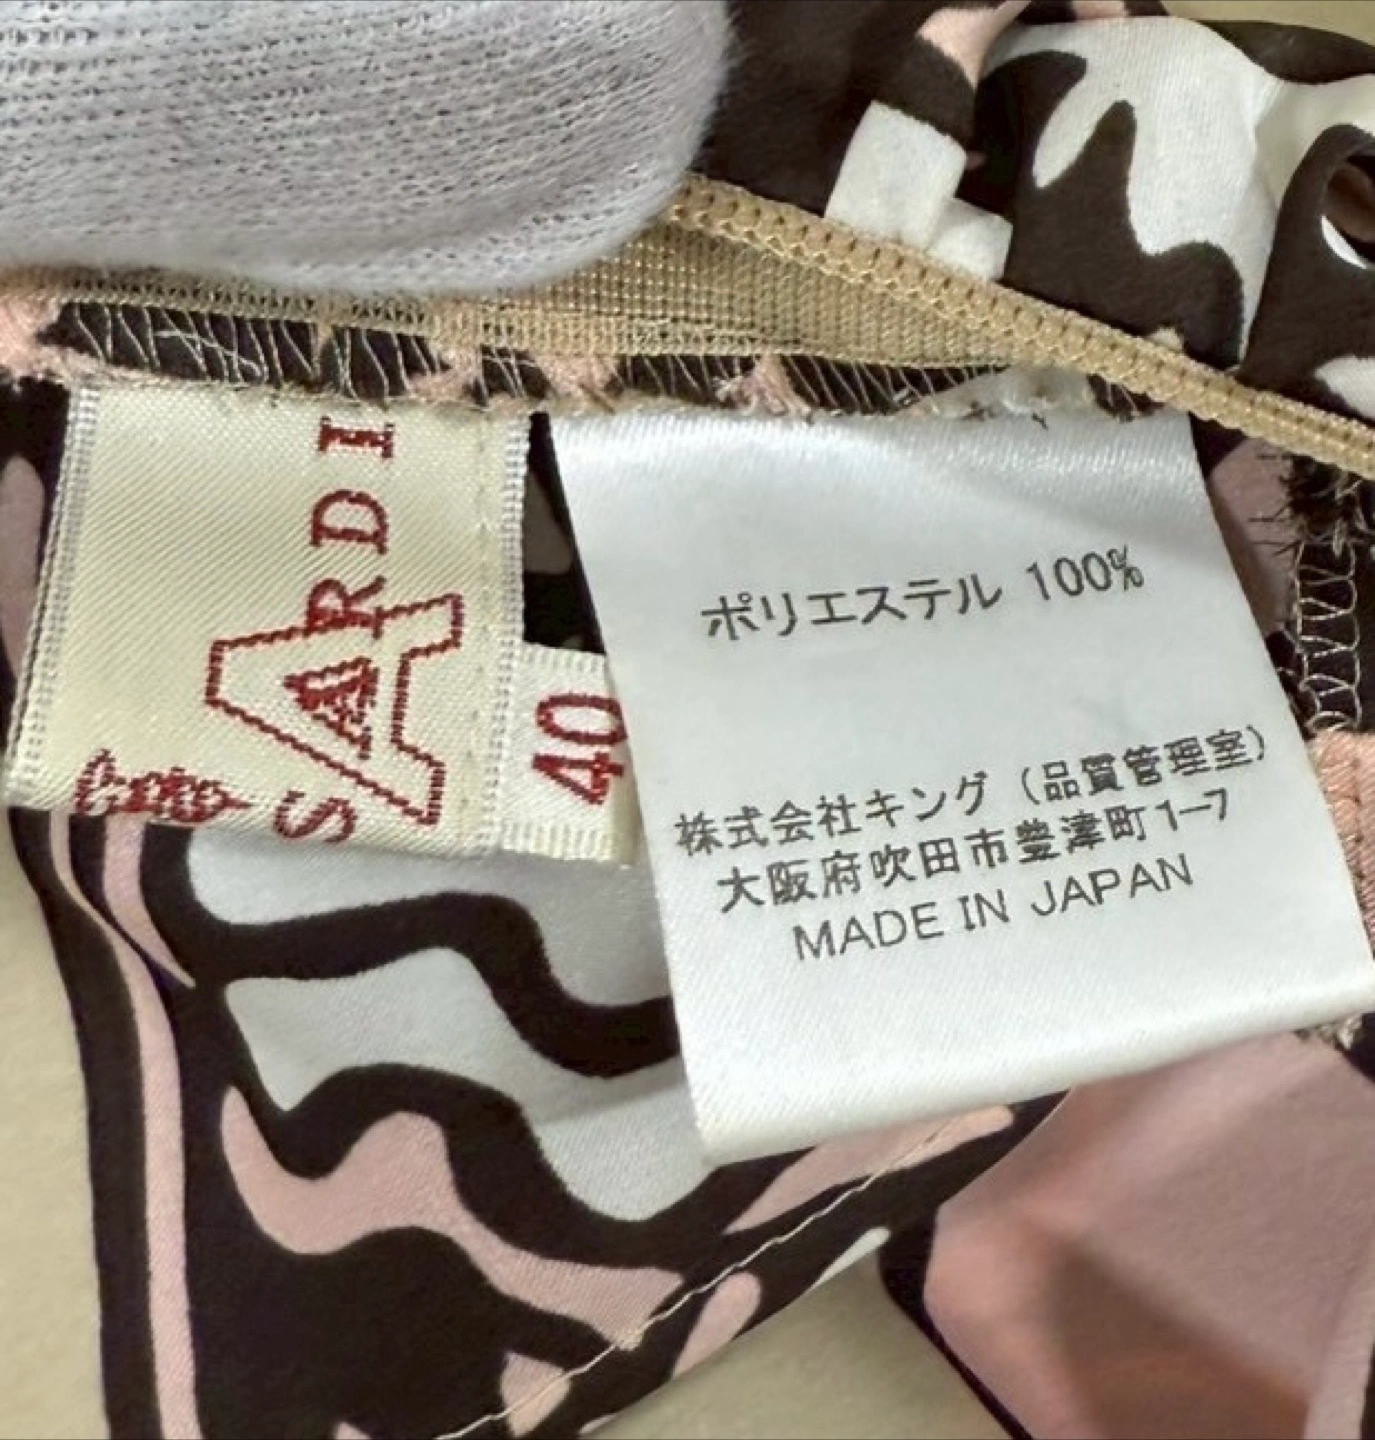 SARDI
A
40
ポリエステル 100%
株式会社キング（品質管理室）
大阪府吹田市豊津町1-7
MADE IN JAPAN